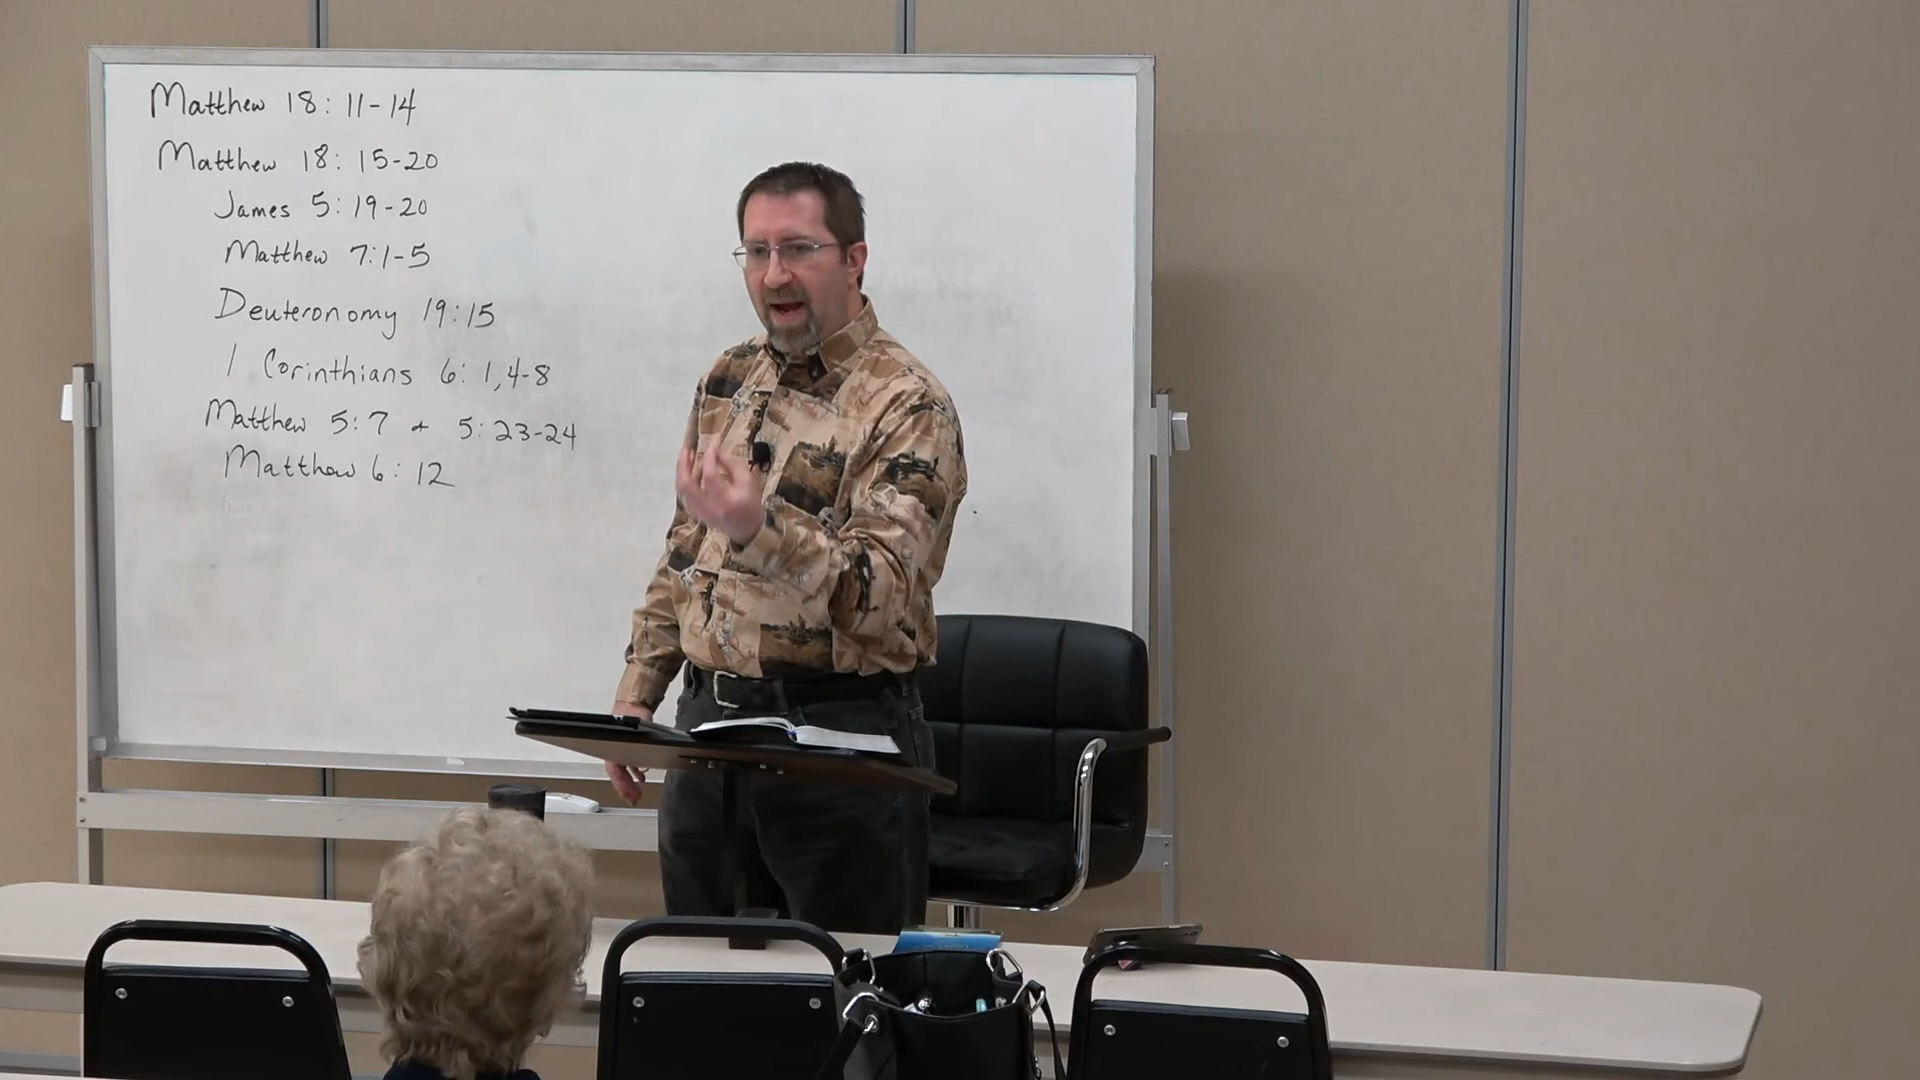 Matthew 18: 11-14
Matthew 18: 15-20
James 5: 19-20
Matthew 7:1-5
Deuteronomy 19:15
1 Corinthians 6: 1,4-8
Matthew 5:7 + 5: 23-24
Matthew 6: 12